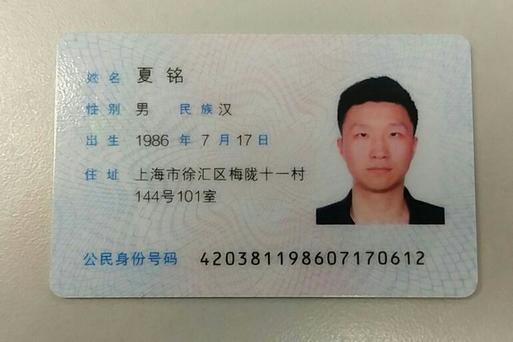 姓名 夏铭
性别 男 民族 汉
出生 1986 年 7 月 17 日
住址 上海市徐汇区梅陇十一村
144号101室
公民身份号码 420381198607170612